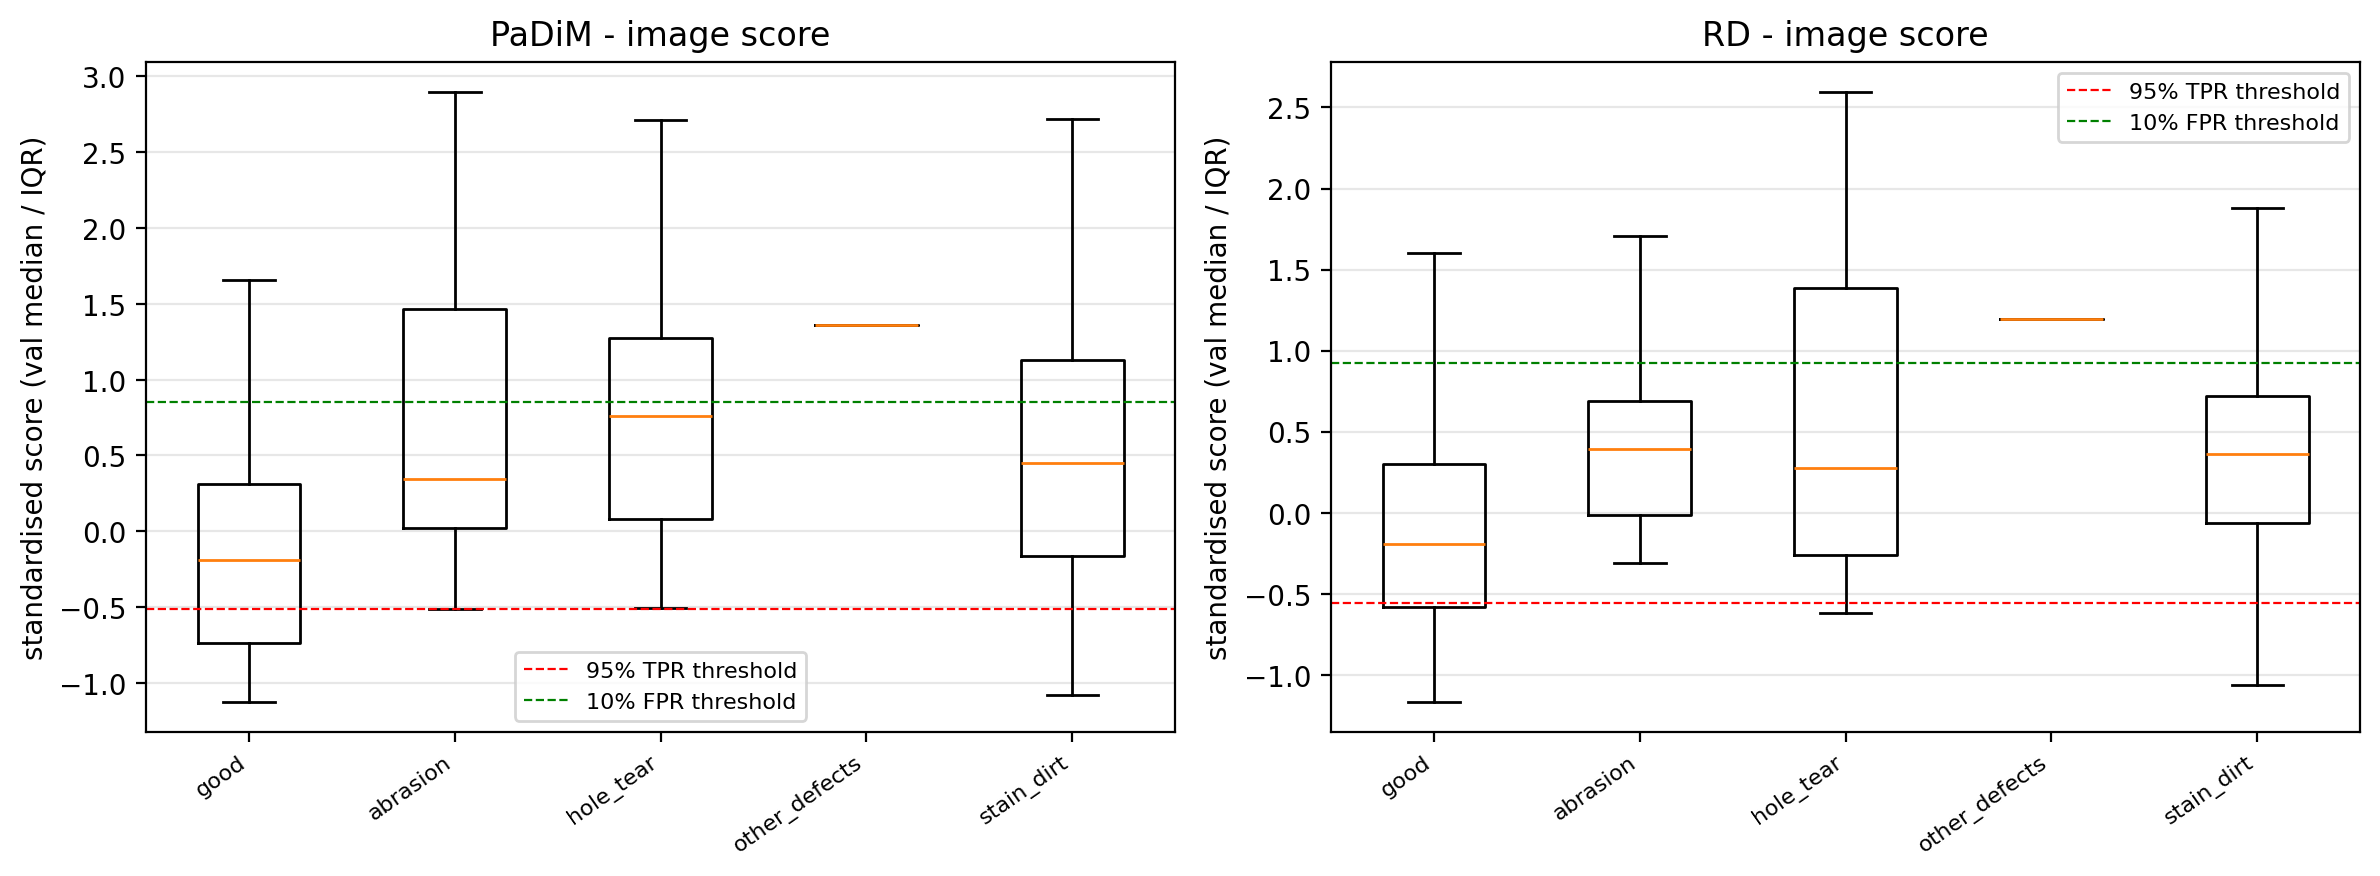 PaDiM - image score
standardised score (val median / IQR)
3.0
2.5
2.0
1.5
1.0
0.5
0.0
−0.5
−1.0
95% TPR threshold
10% FPR threshold
good
abrasion
hole_tear
other_defects
stain_dirt
RD - image score
standardised score (val median / IQR)
2.5
2.0
1.5
1.0
0.5
0.0
−0.5
−1.0
95% TPR threshold
10% FPR threshold
good
abrasion
hole_tear
other_defects
stain_dirt